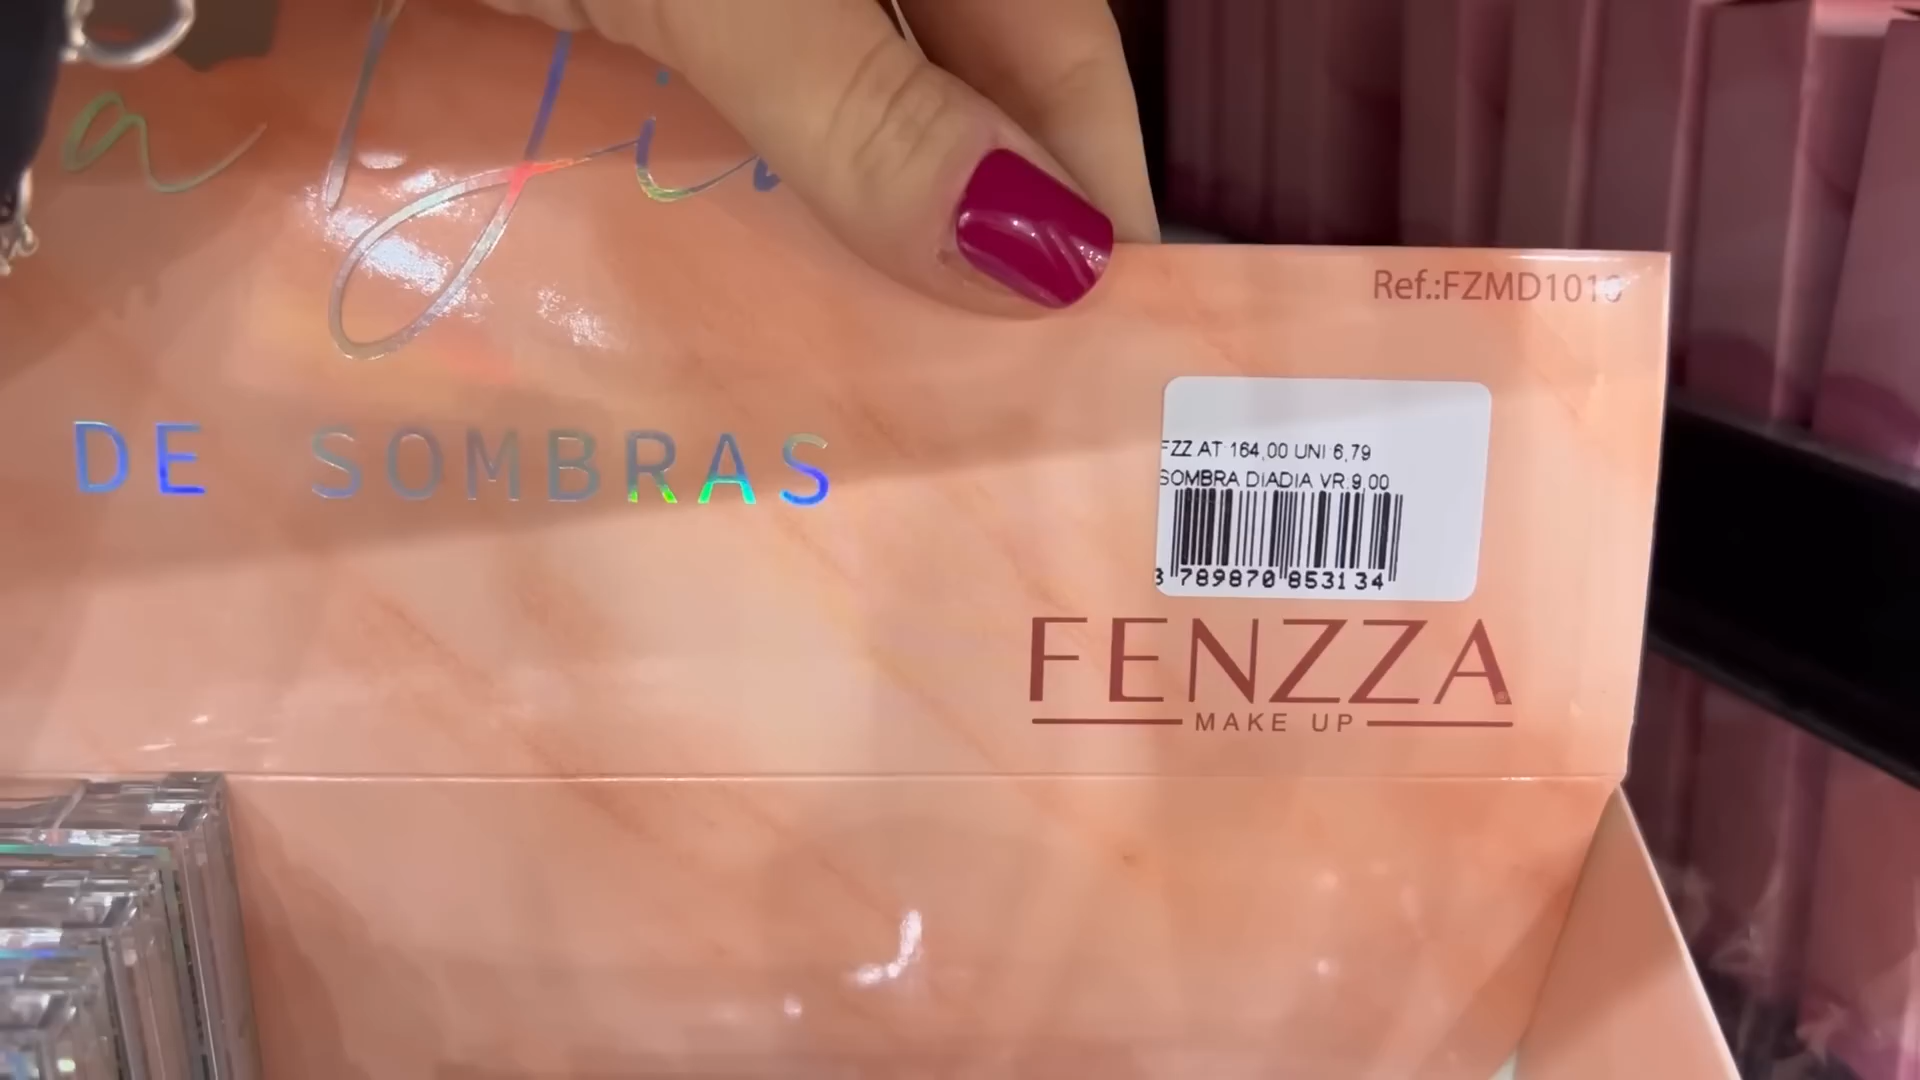 a Dia
DE SOMBRAS
Ref.:FZMD1010
FZZ AT 164,00 UNI 6,79
SOMBRA DIADIA VR.9,00
789870 853134
FENZZA
MAKE UP